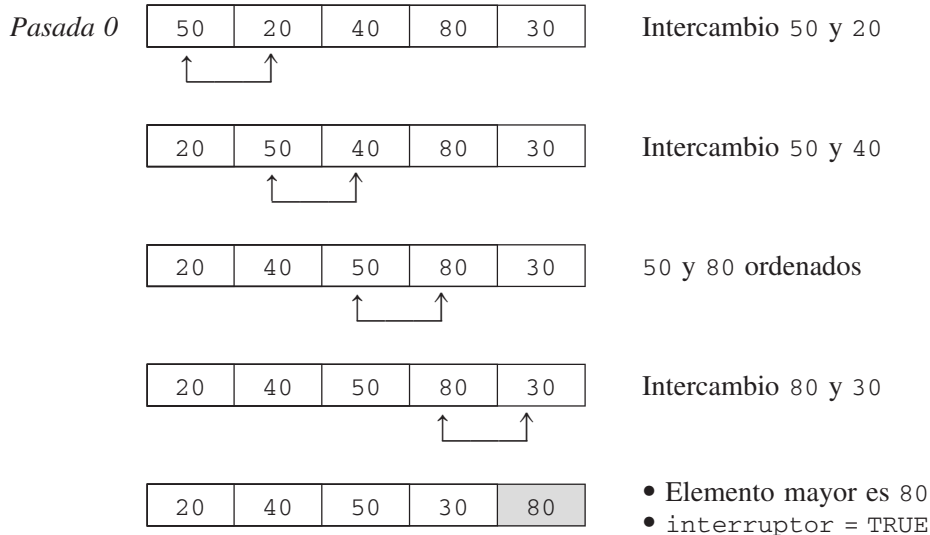 Pasada 0 50 20 40 80 30 Intercambio 50 y 20
20 50 40 80 30 Intercambio 50 y 40
20 40 50 80 30 50 y 80 ordenados
20 40 50 80 30 Intercambio 80 y 30
20 40 50 30 80 • Elemento mayor es 80
• interruptor = TRUE